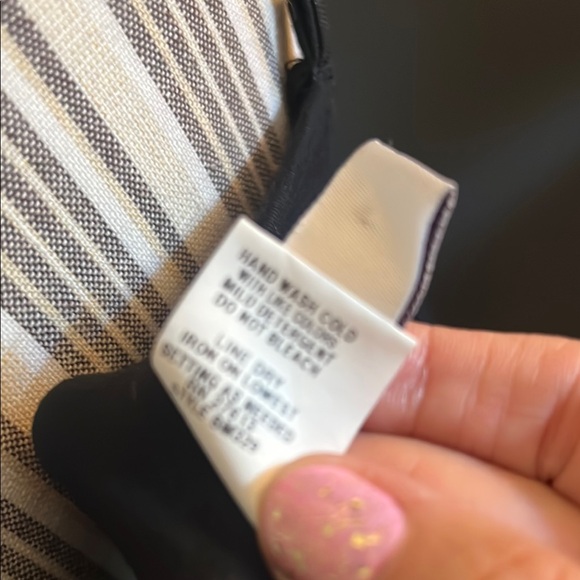 HAND WASH COLD
WITH LIKE COLORS
MILD DETERGENT
DO NOT BLEACH
LINE DRY
IRON ON LOWEST
SETTING AS NEEDED
STYLE